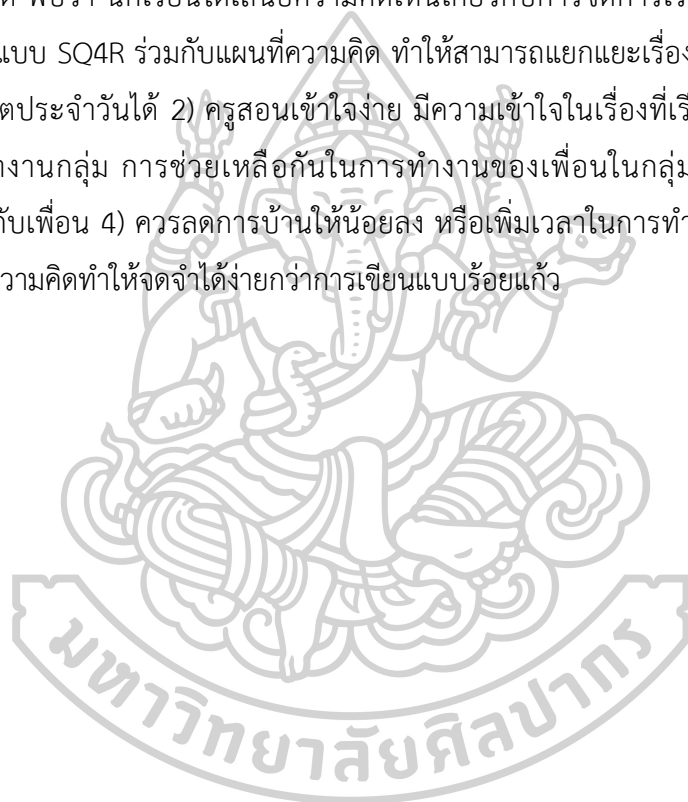 พบว่า นักเรียนได้เสนอความคิดเห็นเกี่ยวกับการจัดการเรี
แบบ SQ4R ร่วมกับแผนที่ความคิด ทำให้สามารถแยกแยะเรื่อง
ตประจำวันได้ 2) ครูสอนเข้าใจง่าย มีความเข้าใจในเรื่องที่เรี
งานกลุ่ม การช่วยเหลือกันในการทำงานของเพื่อนในกลุ่ม
กับเพื่อน 4) ควรลดการบ้านให้น้อยลง หรือเพิ่มเวลาในการทำ
ความคิดทำให้จดจำได้ง่ายกว่าการเขียนแบบร้อยแก้ว
มหาวิทยาลัยศิลปากร